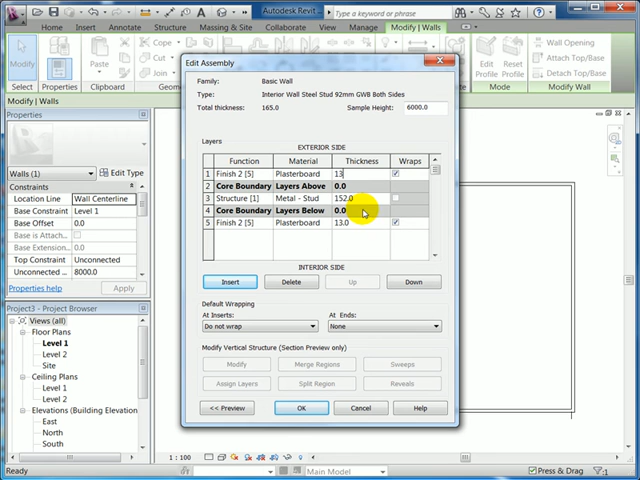 Autodesk Revit
Type a keyword or phrase
Home
Insert
Annotate
Massing & Site
Collaborate
View
Manage
Modify | Walls
Modify
Properties
Paste
Cope
Cut
Join
Wall Opening
Attach Top/Base
Detach Top/Base
Edit Profile
Reset Profile
Select
Properties
Clipboard
Mode
Modify Wall
Modify | Walls
Edit Assembly
Family:
Basic Wall
Type:
Interior Wall Steel Stud 92mm GWB Both Sides
Total thickness:
165.0
Sample Height:
6000.0
Layers
EXTERIOR SIDE
Function Material Thickness Wraps
1 Finish 2 [5] Plasterboard 13
2 Core Boundary Layers Above 0.0
3 Structure [1] Metal - Stud 152.0
4 Core Boundary Layers Below 0.0
5 Finish 2 [5] Plasterboard 13.0
INTERIOR SIDE
Insert
Delete
Up
Down
Default Wrapping
At Inserts:
At Ends:
Do not wrap
None
Modify Vertical Structure (Section Preview only)
Modify
Merge Regions
Sweeps
Assign Layers
Split Region
Reveals
<< Preview
OK
Cancel
Help
Properties
Walls (1)
Edit Type
Constraints
Location Line Wall Centerline
Base Constraint Level 1
Base Offset 0.0
Base is Attach...
Base Extension...
Top Constraint Unconnected
Unconnected ... 8000.0
Properties help
Apply
Project3 - Project Browser
Views (all)
Floor Plans
Level 1
Level 2
Site
Ceiling Plans
Level 1
Level 2
Elevations (Building Elevation
East
North
South
1 : 100
Ready
:0
Main Model
Press & Drag
:1